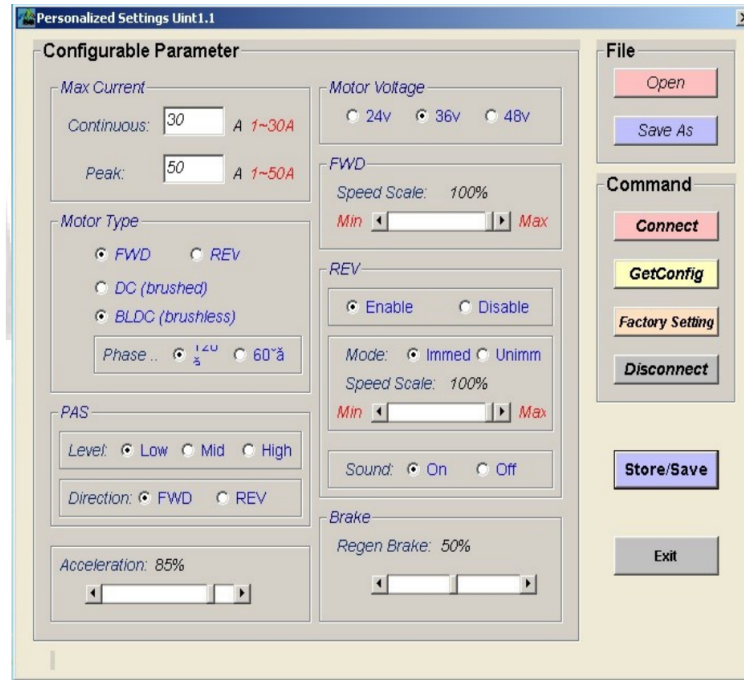 Personalized Settings Uint1.1
Configurable Parameter
Max Current
Continuous: 30 A 1~30A
Peak: 50 A 1~50A
Motor Type
FWD REV
DC (brushed)
BLDC (brushless)
Phase .. 60˘ă
PAS
Level: Low Mid High
Direction: FWD REV
Acceleration: 85%
Motor Voltage
24v 36v 48v
FWD
Speed Scale: 100%
Min Max
REV
Enable Disable
Mode: Immed Unimm
Speed Scale: 100%
Min Max
Sound: On Off
Brake
Regen Brake: 50%
File
Open
Save As
Command
Connect
GetConfig
Factory Setting
Disconnect
Store/Save
Exit